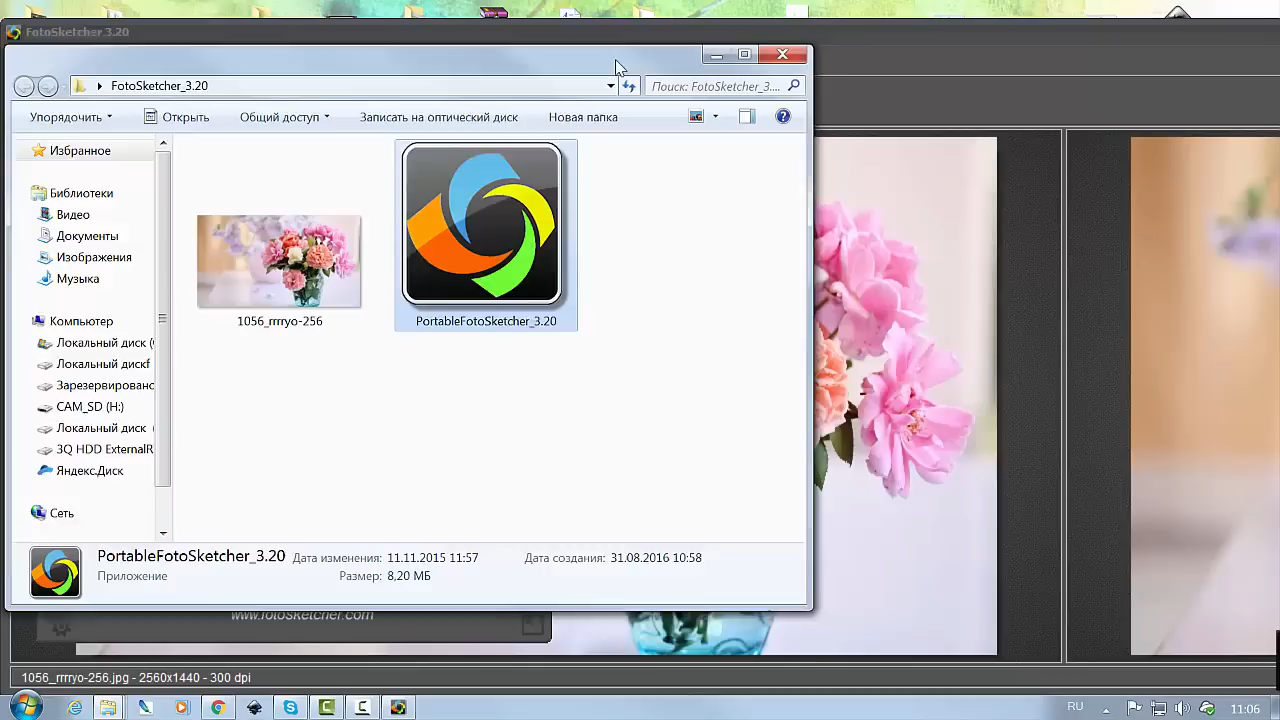 FotoSketcher 3.20
FotoSketcher_3.20
Поиск: FotoSketcher_3....
Упорядочить
Открыть
Общий доступ
Записать на оптический диск
Новая папка
Избранное
Библиотеки
Видео
Документы
Изображения
Музыка
Компьютер
Локальный диск (
Локальный дискf
Зарезервировано
CAM_SD (H:)
Локальный диск
3Q HDD ExternalR
Яндекс.Диск
Сеть
1056_rrrryo-256
PortableFotoSketcher_3.20
PortableFotoSketcher_3.20 Дата изменения: 11.11.2015 11:57 Дата создания: 31.08.2016 10:58
Приложение Размер: 8,20 МБ
www.fotosketcher.com
1056_rrrryo-256.jpg - 2560x1440 - 300 dpi
RU 11:06